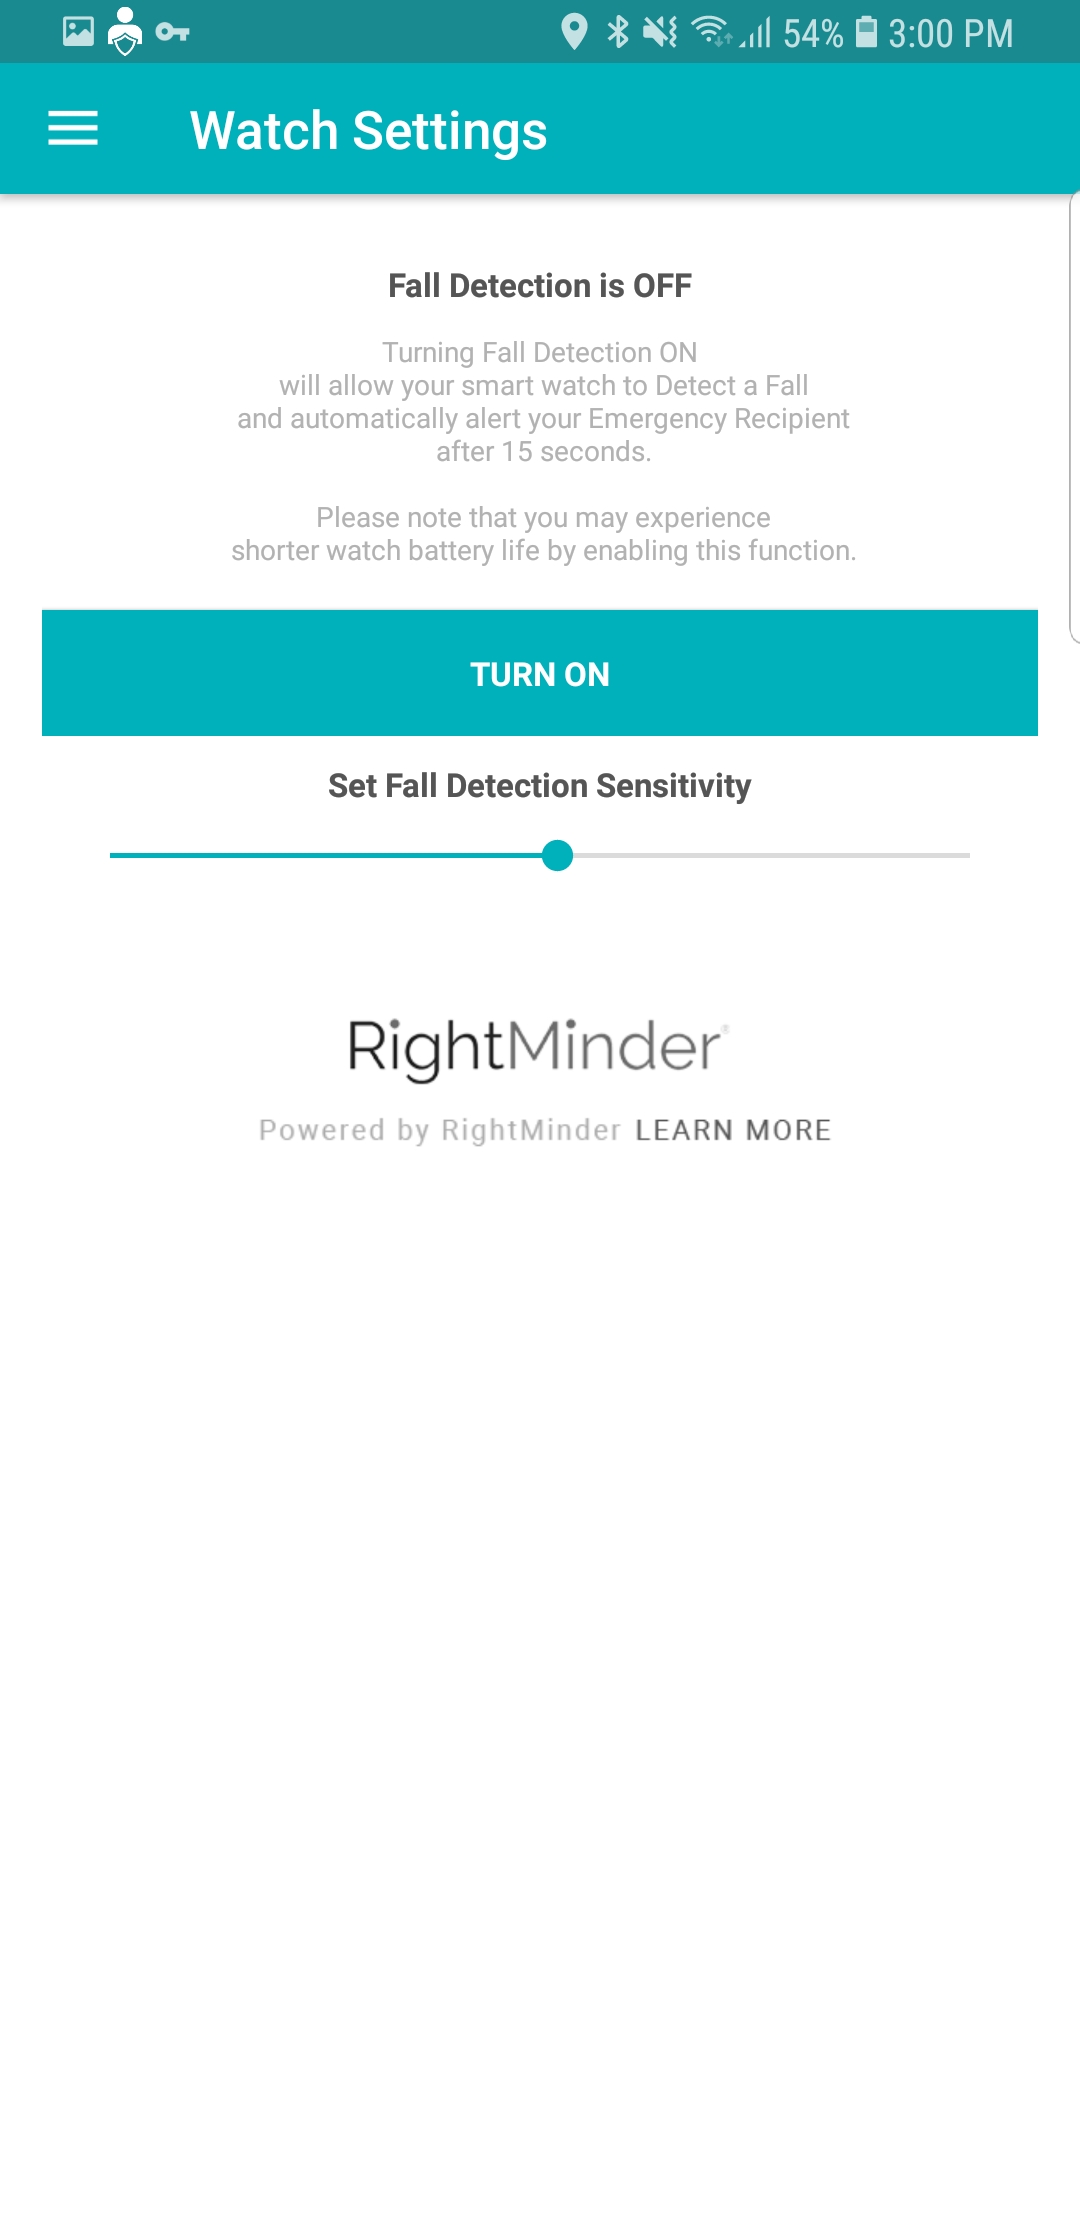 54% 3:00 PM
Watch Settings
Fall Detection is OFF
Turning Fall Detection ON
will allow your smart watch to Detect a Fall
and automatically alert your Emergency Recipient
after 15 seconds.
Please note that you may experience
shorter watch battery life by enabling this function.
TURN ON
Set Fall Detection Sensitivity
RightMinder®
Powered by RightMinder LEARN MORE